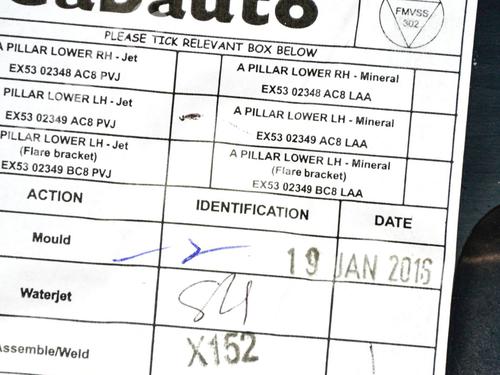 FMVSS
302
PLEASE TICK RELEVANT BOX BELOW
A PILLAR LOWER RH - Jet
EX53 02348 AC8 PVJ
A PILLAR LOWER RH - Mineral
EX53 02348 AC8 LAA
PILLAR LOWER LH - Jet
EX53 02349 AC8 PVJ
A PILLAR LOWER LH - Mineral
EX53 02349 AC8 LAA
PILLAR LOWER LH - Jet
(Flare bracket)
EX53 02349 BC8 PVJ
A PILLAR LOWER LH - Mineral
(Flare bracket)
EX53 02349 BC8 LAA
ACTION IDENTIFICATION DATE
Mould 19 JAN 2016
Waterjet
Assemble/Weld X152